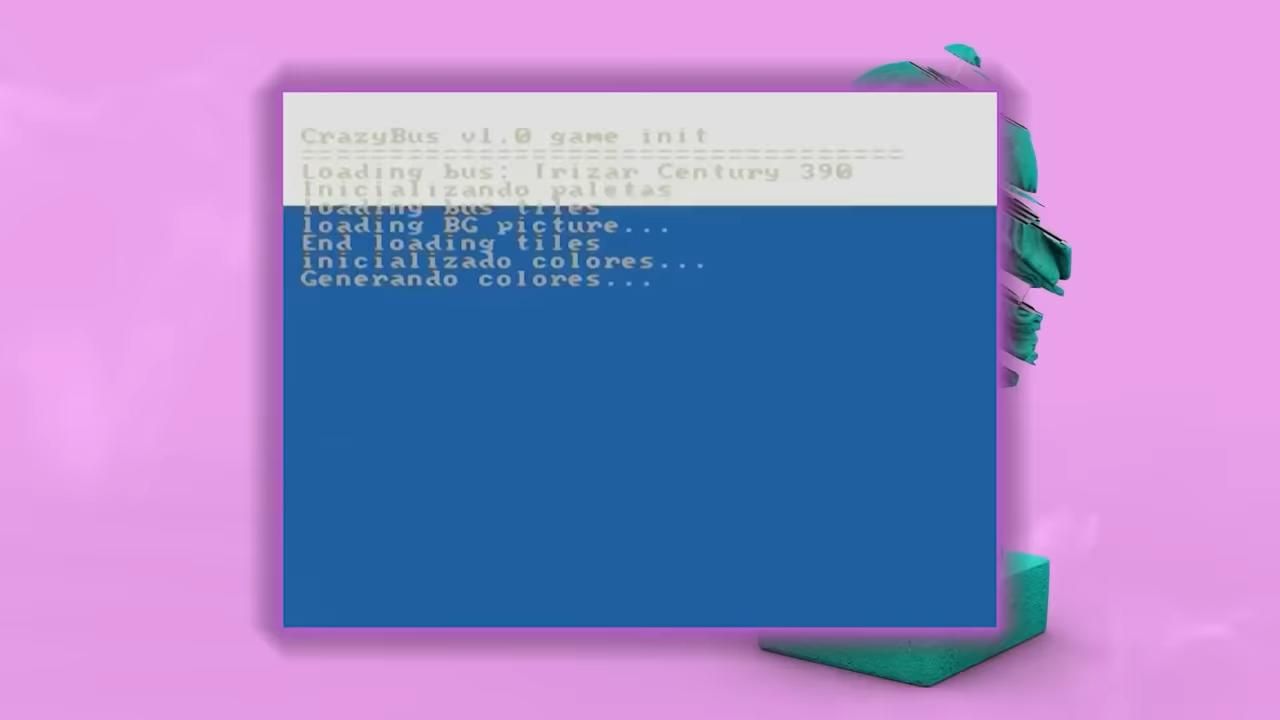 CrazyBus v1.0 game init
==================================
Loading bus: Irizar Century 390
Inicializando paletas
loading bus tiles
loading BG picture...
End loading tiles
inicializado colores...
Generando colores...